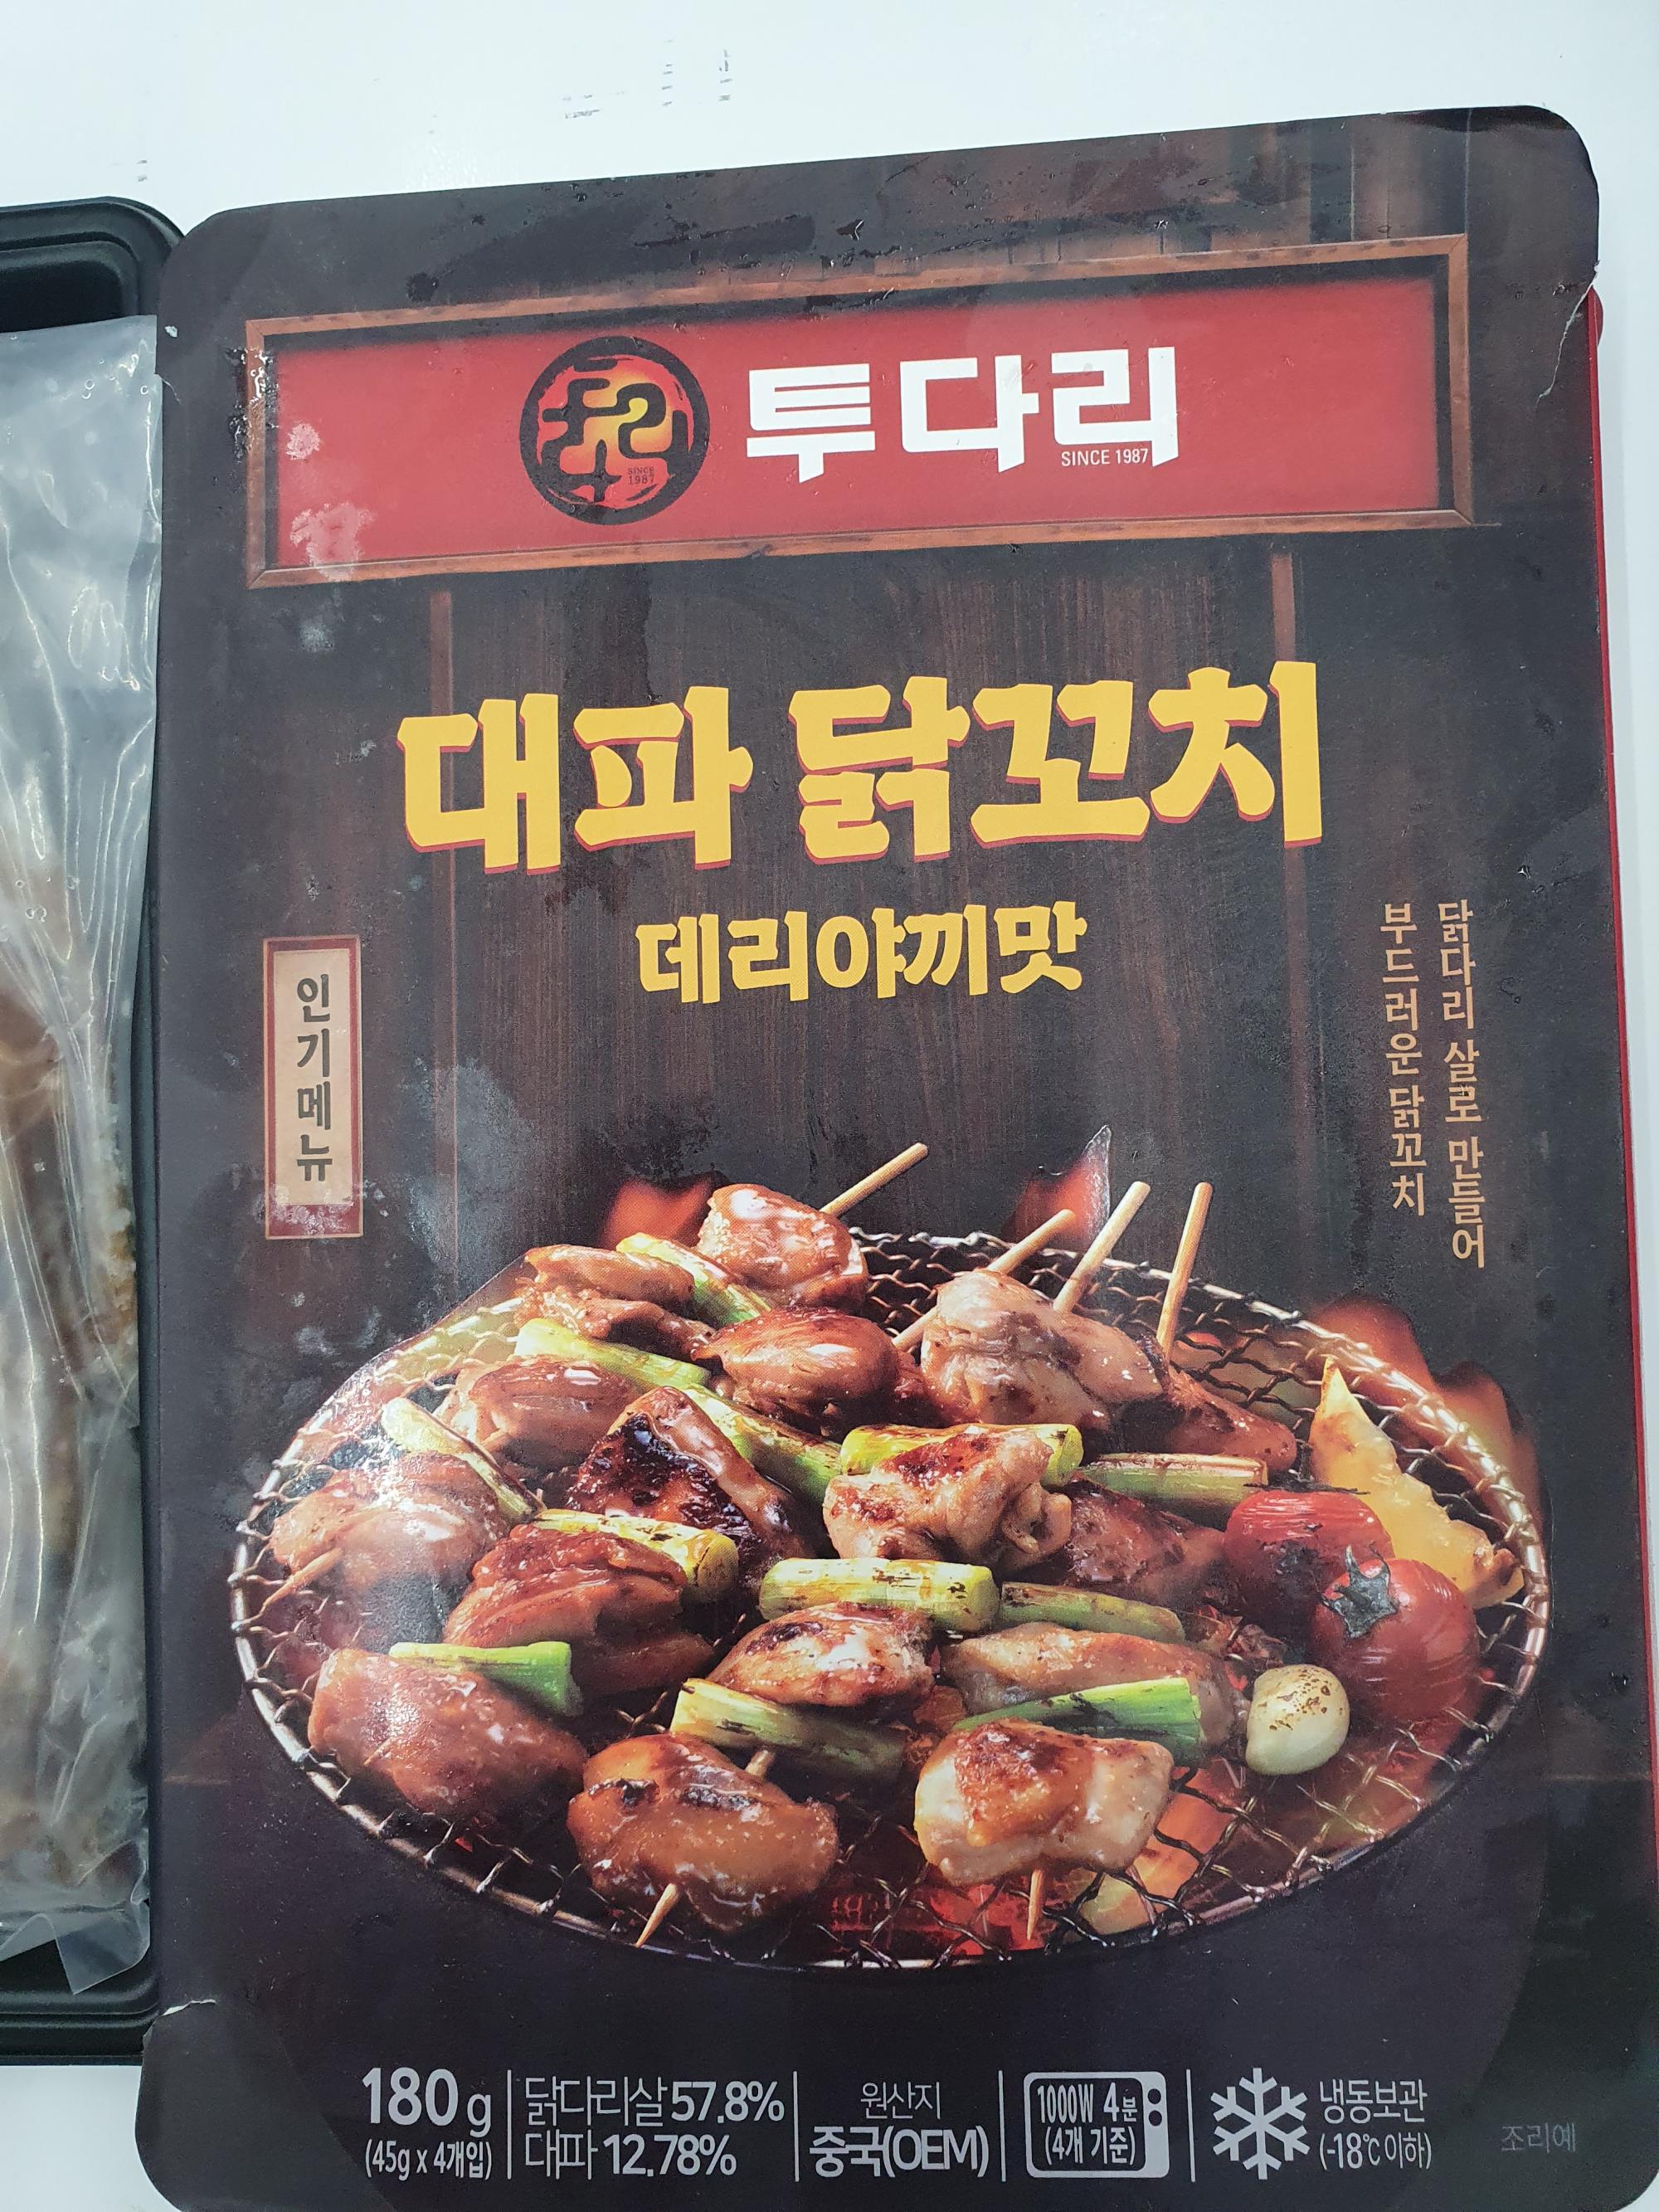 투다리
SINCE 1987
SINCE
1987
대파 닭꼬치
데리야끼맛
인기메뉴
닭다리 살로 만들어
부드러운 닭꼬치
180g
(45g x 4개입)
닭다리살 57.8%
대파 12.78%
원산지
중국(OEM)
1000W 4분
(4개 기준)
냉동보관
(-18℃ 이하)
조리예